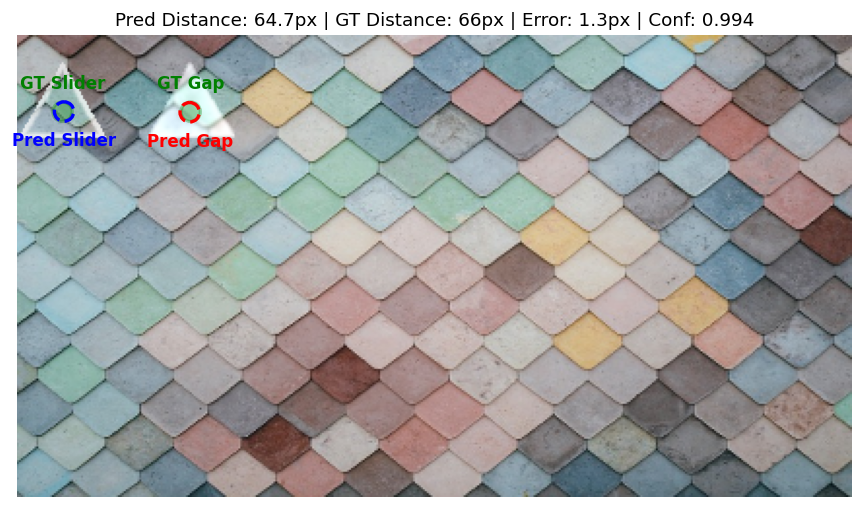 Pred Distance: 64.7px | GT Distance: 66px | Error: 1.3px | Conf: 0.994
GT Slider
GT Gap
Pred Slider
Pred Gap